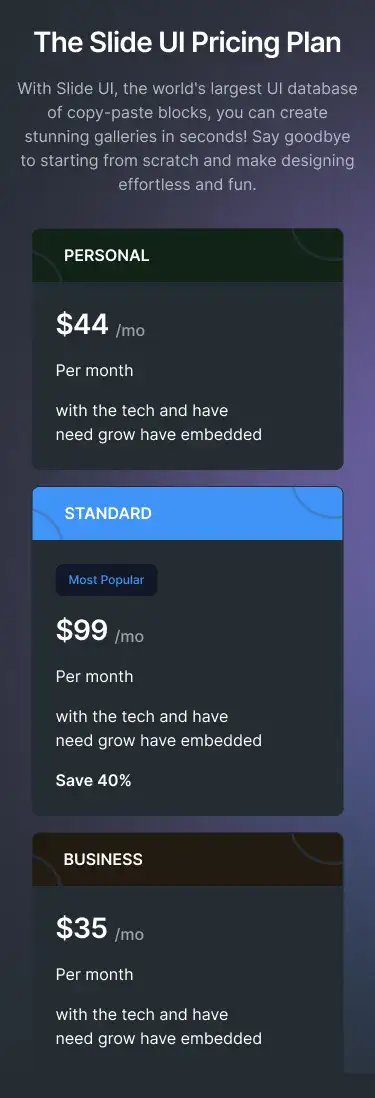 The Slide UI Pricing Plan
With Slide UI, the world's largest UI database
of copy-paste blocks, you can create
stunning galleries in seconds! Say goodbye
to starting from scratch and make designing
effortless and fun.
PERSONAL
$44 /mo
Per month
with the tech and have
need grow have embedded
STANDARD
Most Popular
$99 /mo
Per month
with the tech and have
need grow have embedded
Save 40%
BUSINESS
$35 /mo
Per month
with the tech and have
need grow have embedded